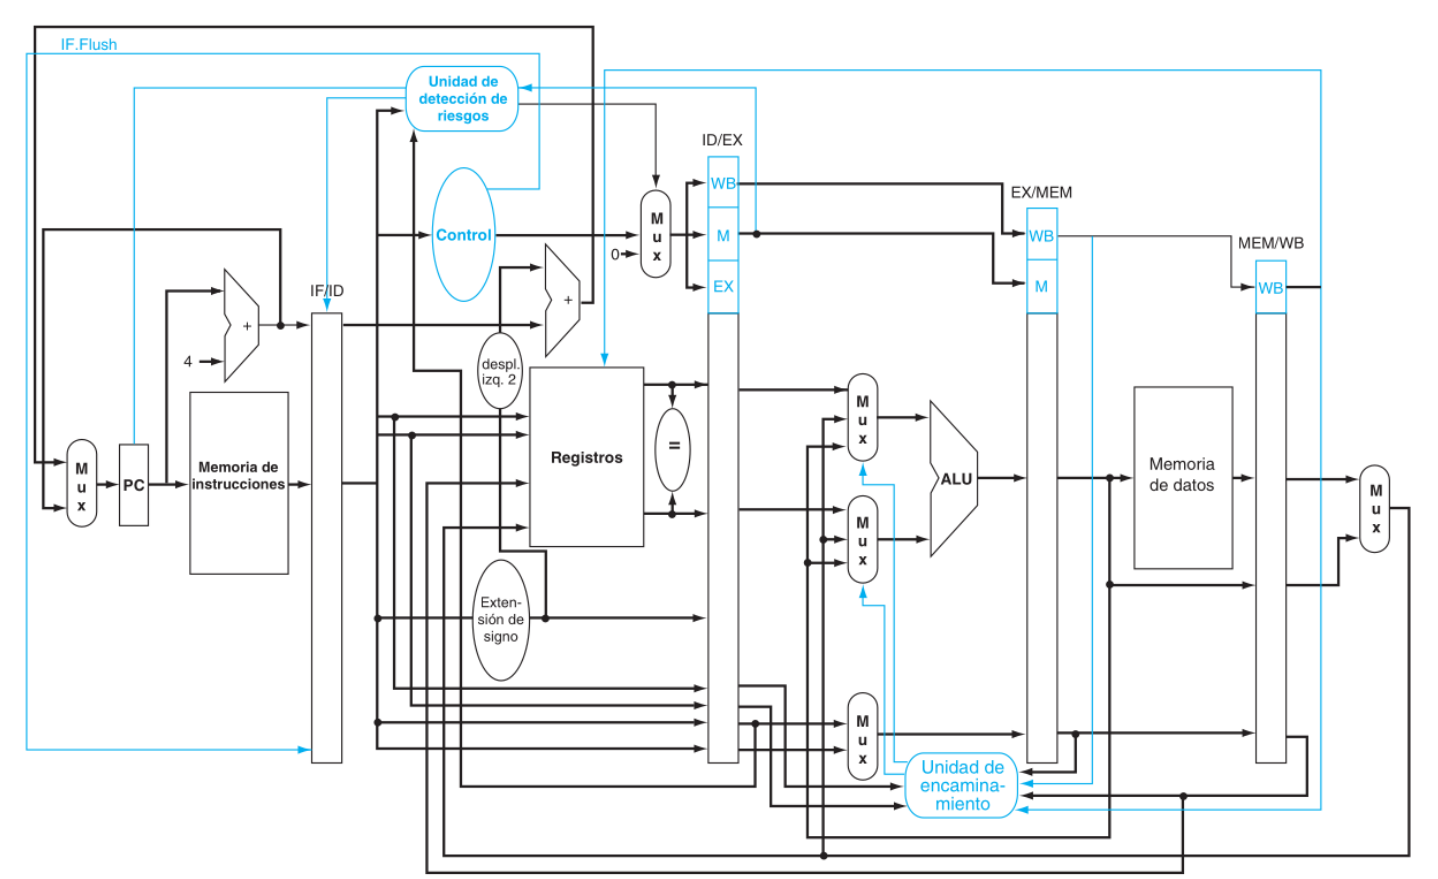 IF.Flush
Unidad de
detección de
riesgos
ID/EX
WB
M
EX
Control
M
u
x
0
EX/MEM
WB
M
MEM/WB
WB
IF/ID
+
4
+
despl.
izq. 2
M
u
x
PC
Memoria de
instrucciones
Registros
=
M
u
x
M
u
x
ALU
Memoria
de datos
M
u
x
Exten-
sión de
signo
M
u
x
Unidad de
encamina-
miento